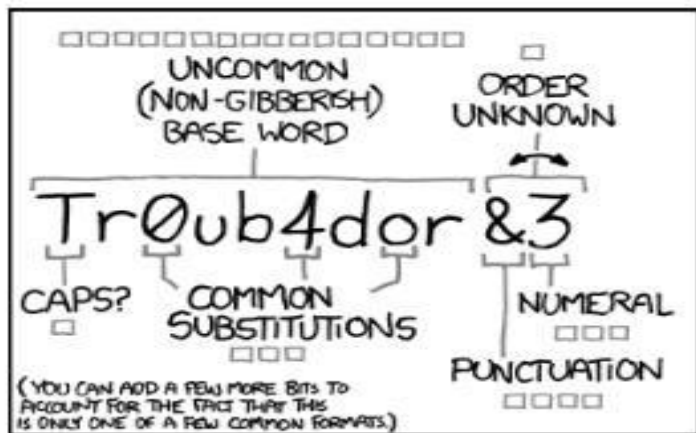 UNCOMMON
(NON-GIBBERISH)
BASE WORD
ORDER
UNKNOWN
Tr0ub4dor &3
CAPS?
COMMON
SUBSTITUTIONS
NUMERAL
PUNCTUATION
(YOU CAN ADD A FEW MORE BITS TO
ACCOUNT FOR THE FACT THAT THIS
IS ONLY ONE OF A FEW COMMON FORMATS.)